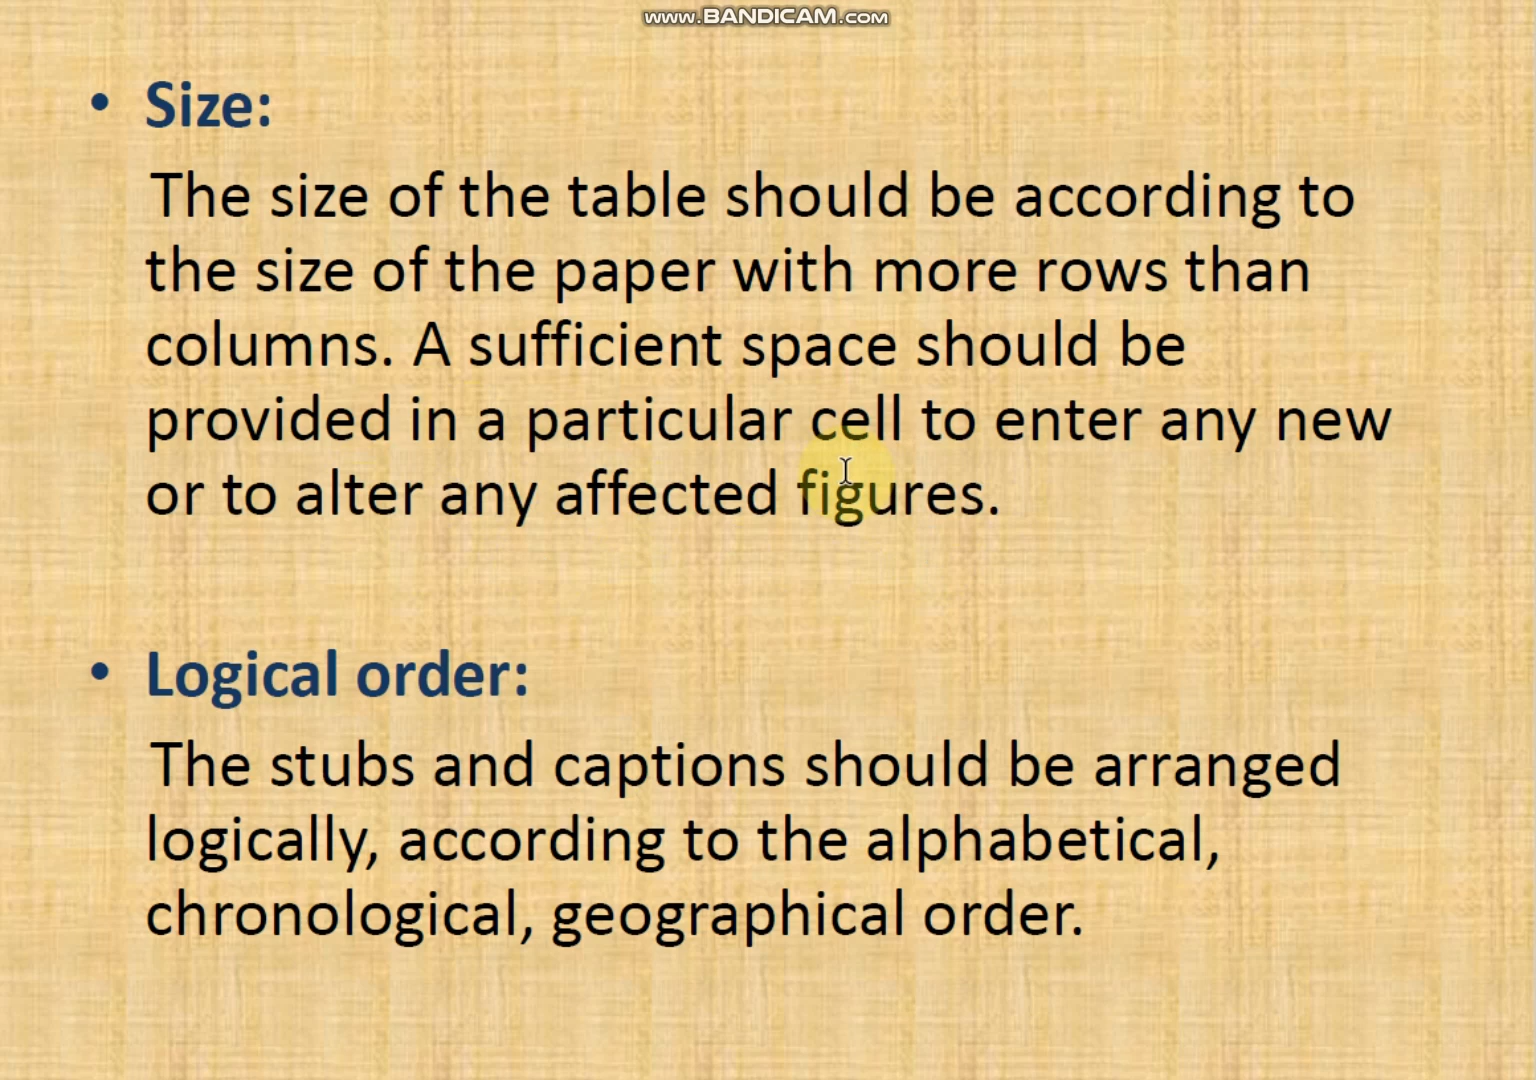 www.BANDICAM.com
• Size:
The size of the table should be according to
the size of the paper with more rows than
columns. A sufficient space should be
provided in a particular cell to enter any new
or to alter any affected figures.
• Logical order:
The stubs and captions should be arranged
logically, according to the alphabetical,
chronological, geographical order.